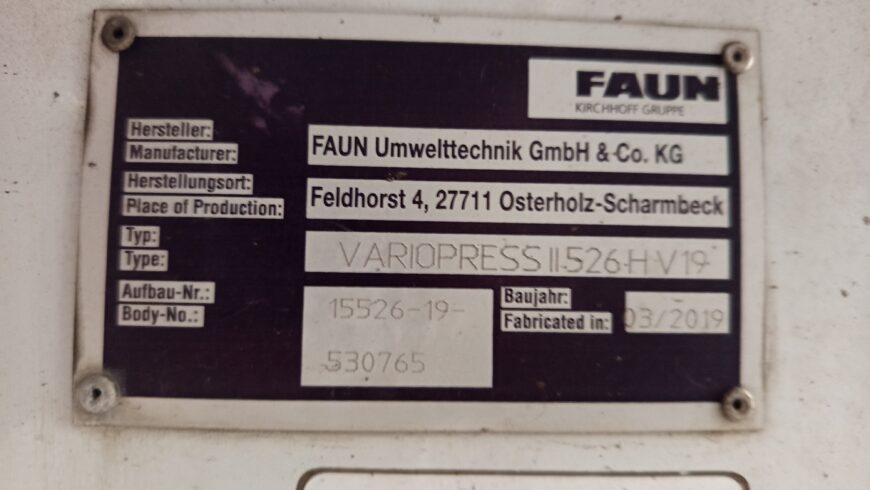 FAUN
KIRCHHOFF GRUPPE
Hersteller:
Manufacturer:
FAUN Umwelttechnik GmbH & Co. KG
Herstellungsort:
Place of Production:
Feldhorst 4, 27711 Osterholz-Scharmbeck
Typ:
Type:
VARIOPRESS II-526-H V19
Aufbau-Nr.:
Body-No.:
15526-19-
530765
Baujahr:
Fabricated in:
03/2019